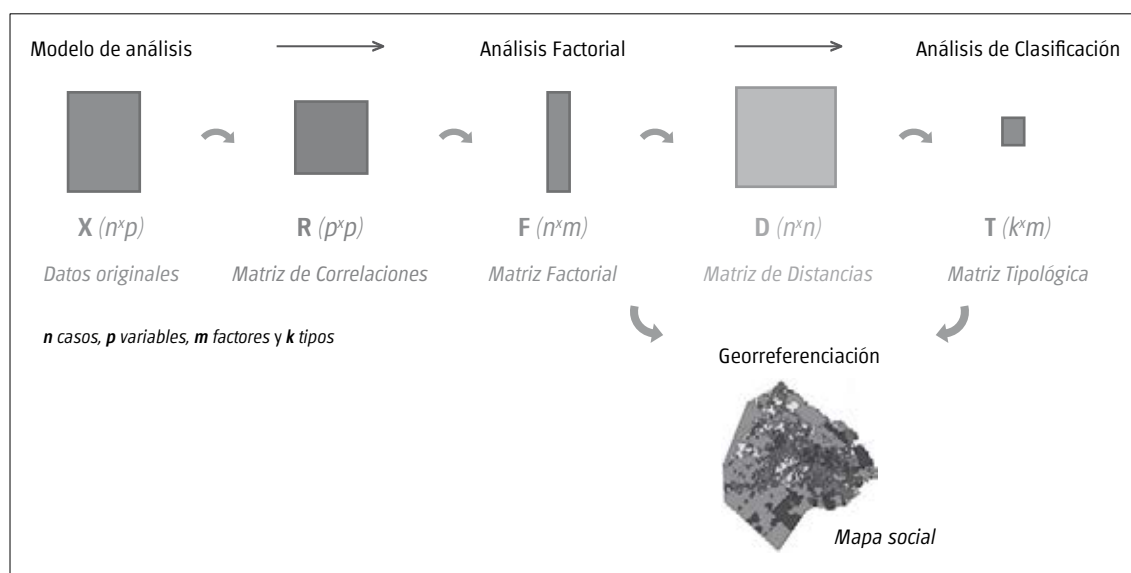 Modelo de análisis
Análisis Factorial
Análisis de Clasificación
X (nxp)
R (pxp)
F (nxm)
D (nxn)
T (kxm)
Datos originales
Matriz de Correlaciones
Matriz Factorial
Matriz de Distancias
Matriz Tipológica
n casos, p variables, m factores y k tipos
Georreferenciación
Mapa social